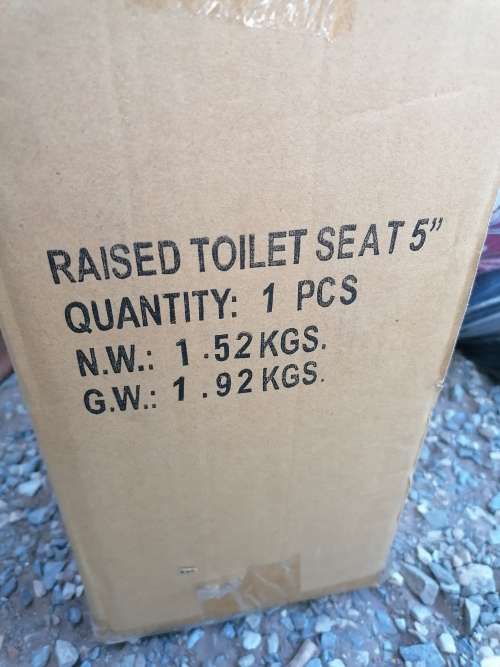 RAISED TOILET SEAT 5”
QUANTITY: 1 PCS
N.W.: 1.52 KGS.
G.W.: 1.92 KGS.